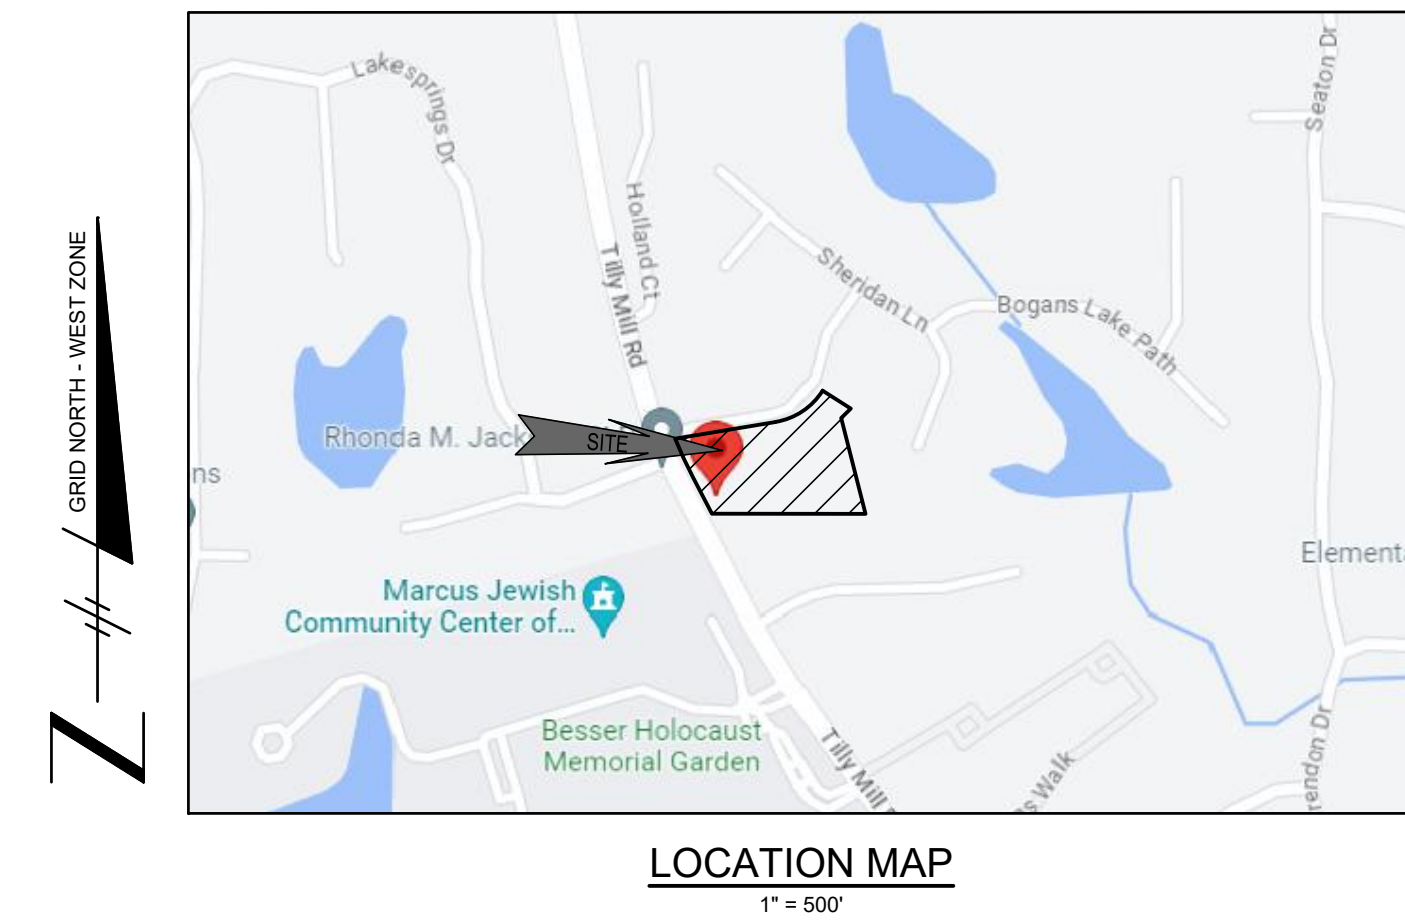 Lakesprings Dr
Seaton Dr
Holland Ct
Tilly Mill Rd
Sheridan Ln
Bogans Lake Path
GRID NORTH - WEST ZONE
Rhonda M. Jack
SITE
ns
Elementa
Marcus Jewish
Community Center of...
Besser Holocaust
Memorial Garden
Tilly Mill
rendon Dr
s Walk
LOCATION MAP
1" = 500'